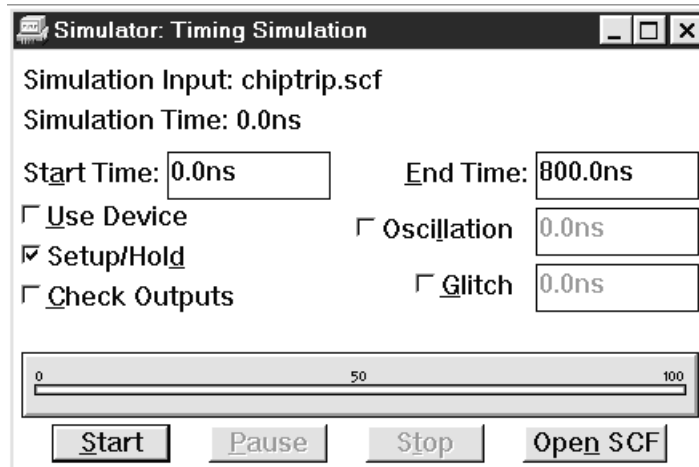 Simulator: Timing Simulation
Simulation Input: chiptrip.scf
Simulation Time: 0.0ns
Start Time: 0.0ns End Time: 800.0ns
Use Device
Oscillation 0.0ns
Setup/Hold
Glitch 0.0ns
Check Outputs
0 50 100
Start Pause Stop Open SCF